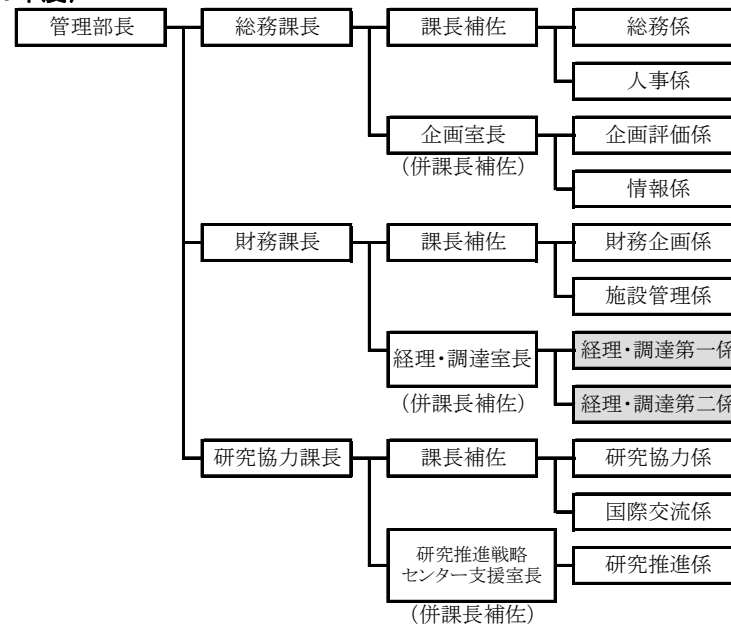 管理部長
総務課長
課長補佐
総務係
人事係
企画室長
(併課長補佐)
企画評価係
情報係
財務課長
課長補佐
財務企画係
施設管理係
経理・調達室長
(併課長補佐)
経理・調達第一係
経理・調達第二係
研究協力課長
課長補佐
研究協力係
国際交流係
研究推進戦略
センター支援室長
(併課長補佐)
研究推進係